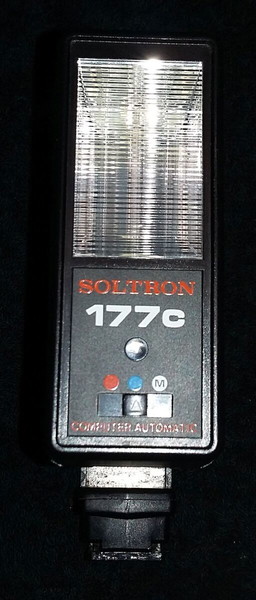 SOLTRON
177C
M
COMPUTER AUTOMATIC